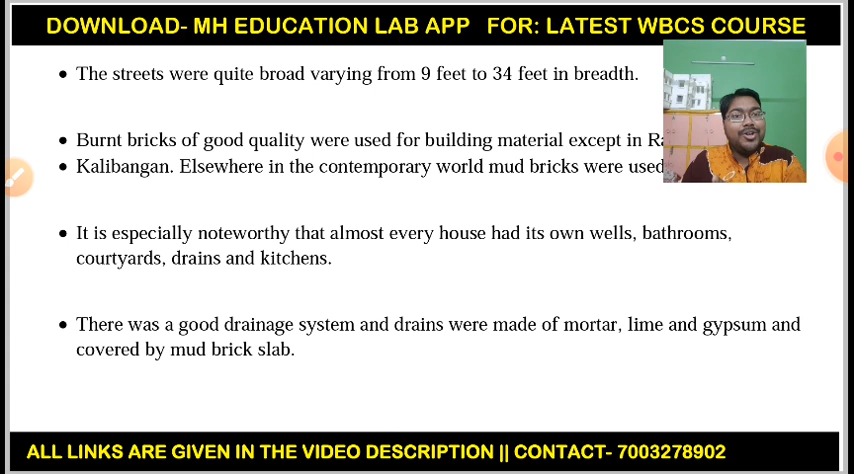 DOWNLOAD- MH EDUCATION LAB APP FOR: LATEST WBCS COURSE
• The streets were quite broad varying from 9 feet to 34 feet in breadth.
• Burnt bricks of good quality were used for building material except in
• Kalibangan. Elsewhere in the contemporary world mud bricks were used
• It is especially noteworthy that almost every house had its own wells, bathrooms,
courtyards, drains and kitchens.
• There was a good drainage system and drains were made of mortar, lime and gypsum and
covered by mud brick slab.
ALL LINKS ARE GIVEN IN THE VIDEO DESCRIPTION || CONTACT- 7003278902